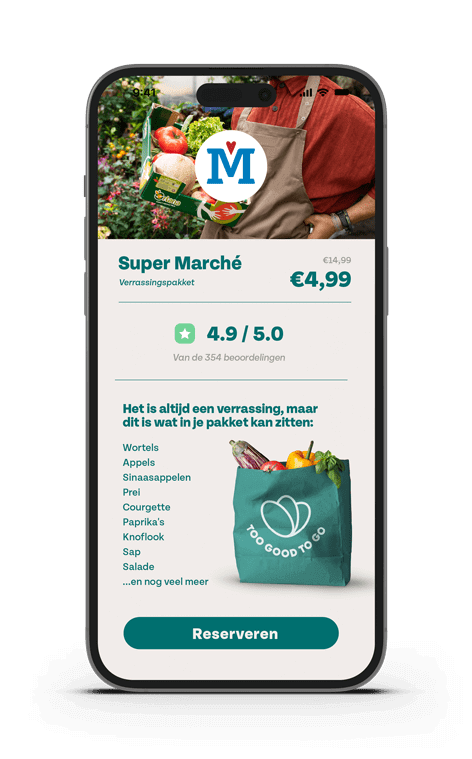 9:41
M
Super Marché
€14,99
Verrassingspakket
€4,99
4.9 / 5.0
Van de 354 beoordelingen
Het is altijd een verrassing, maar
dit is wat in je pakket kan zitten:
Wortels
Appels
Sinaasappelen
Prei
Courgette
Paprika's
Knoflook
Sap
Salade
...en nog veel meer
TOO GOOD TO GO
Reserveren